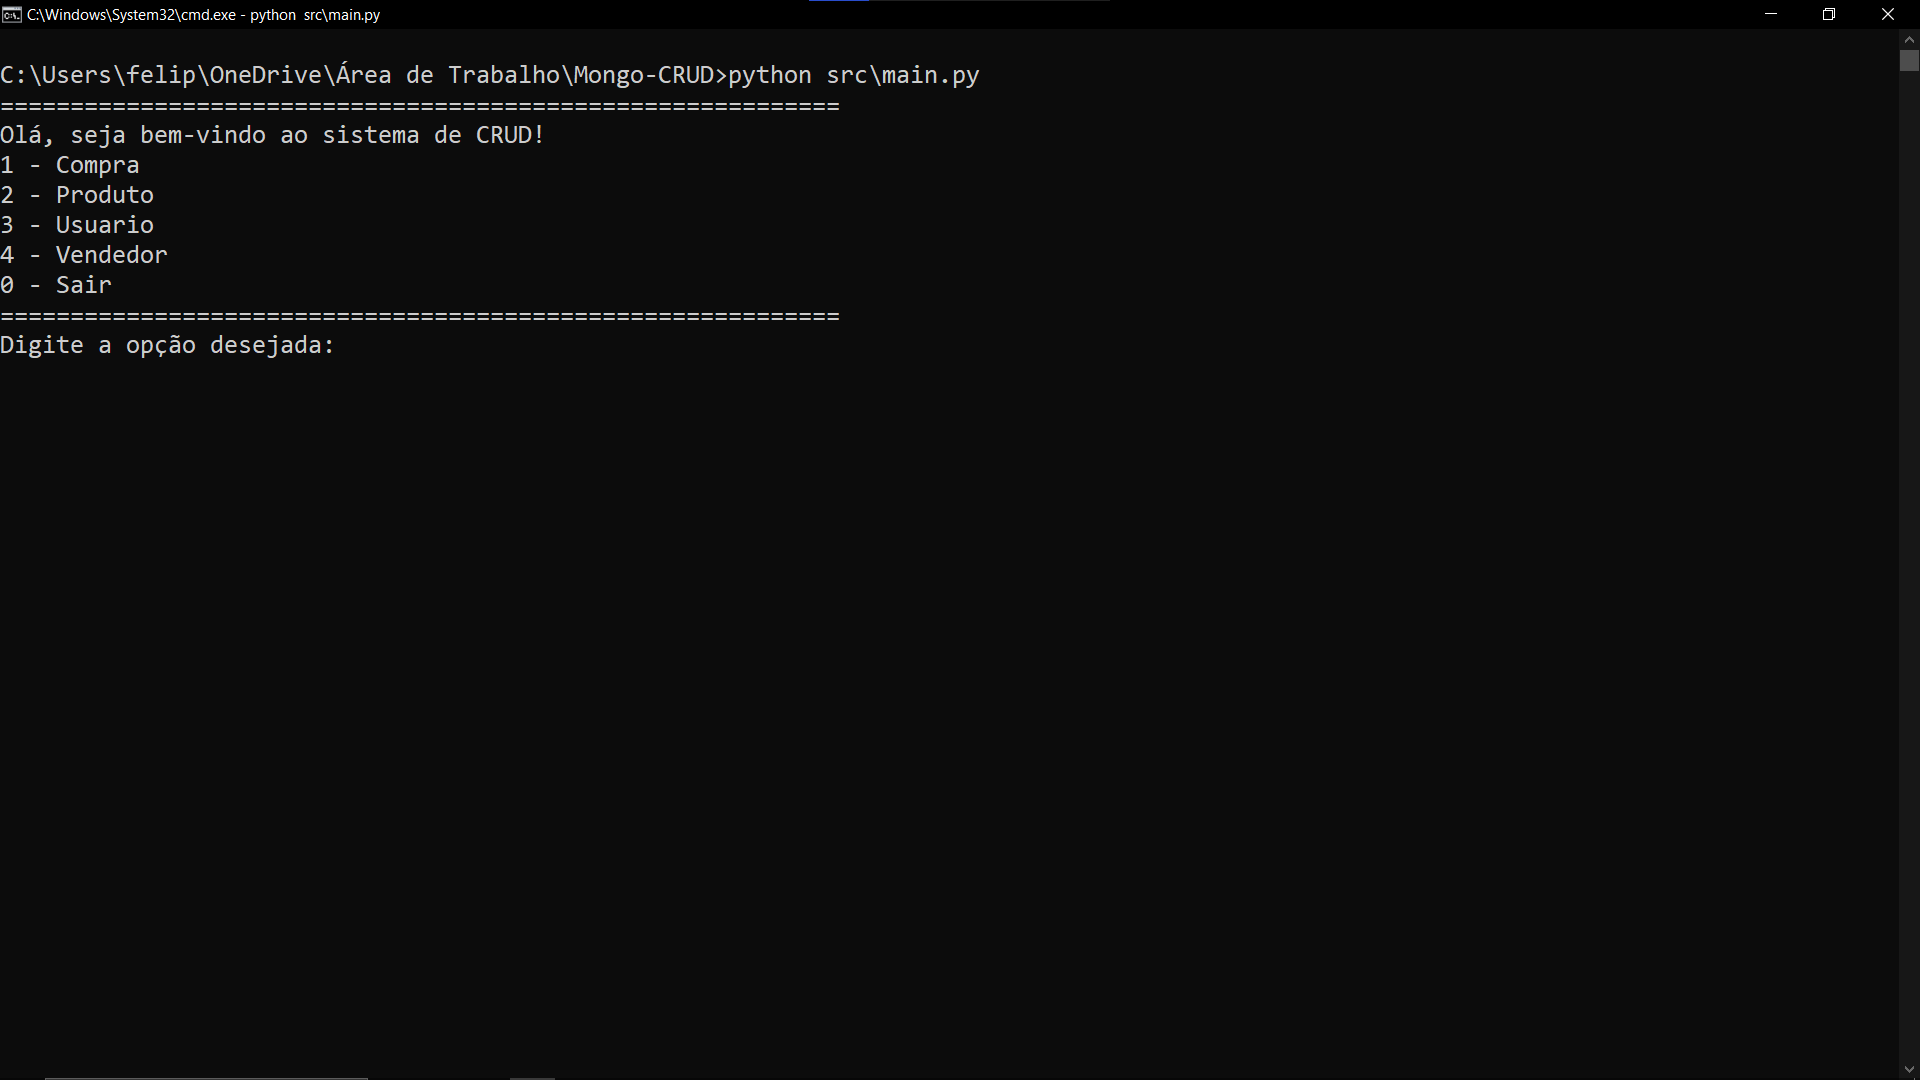 C:\Windows\System32\cmd.exe - python  src\main.py
C:\Users\felip\OneDrive\Área de Trabalho\Mongo-CRUD>python src\main.py
============================================================
Olá, seja bem-vindo ao sistema de CRUD!
1 - Compra
2 - Produto
3 - Usuario
4 - Vendedor
0 - Sair
============================================================
Digite a opção desejada: